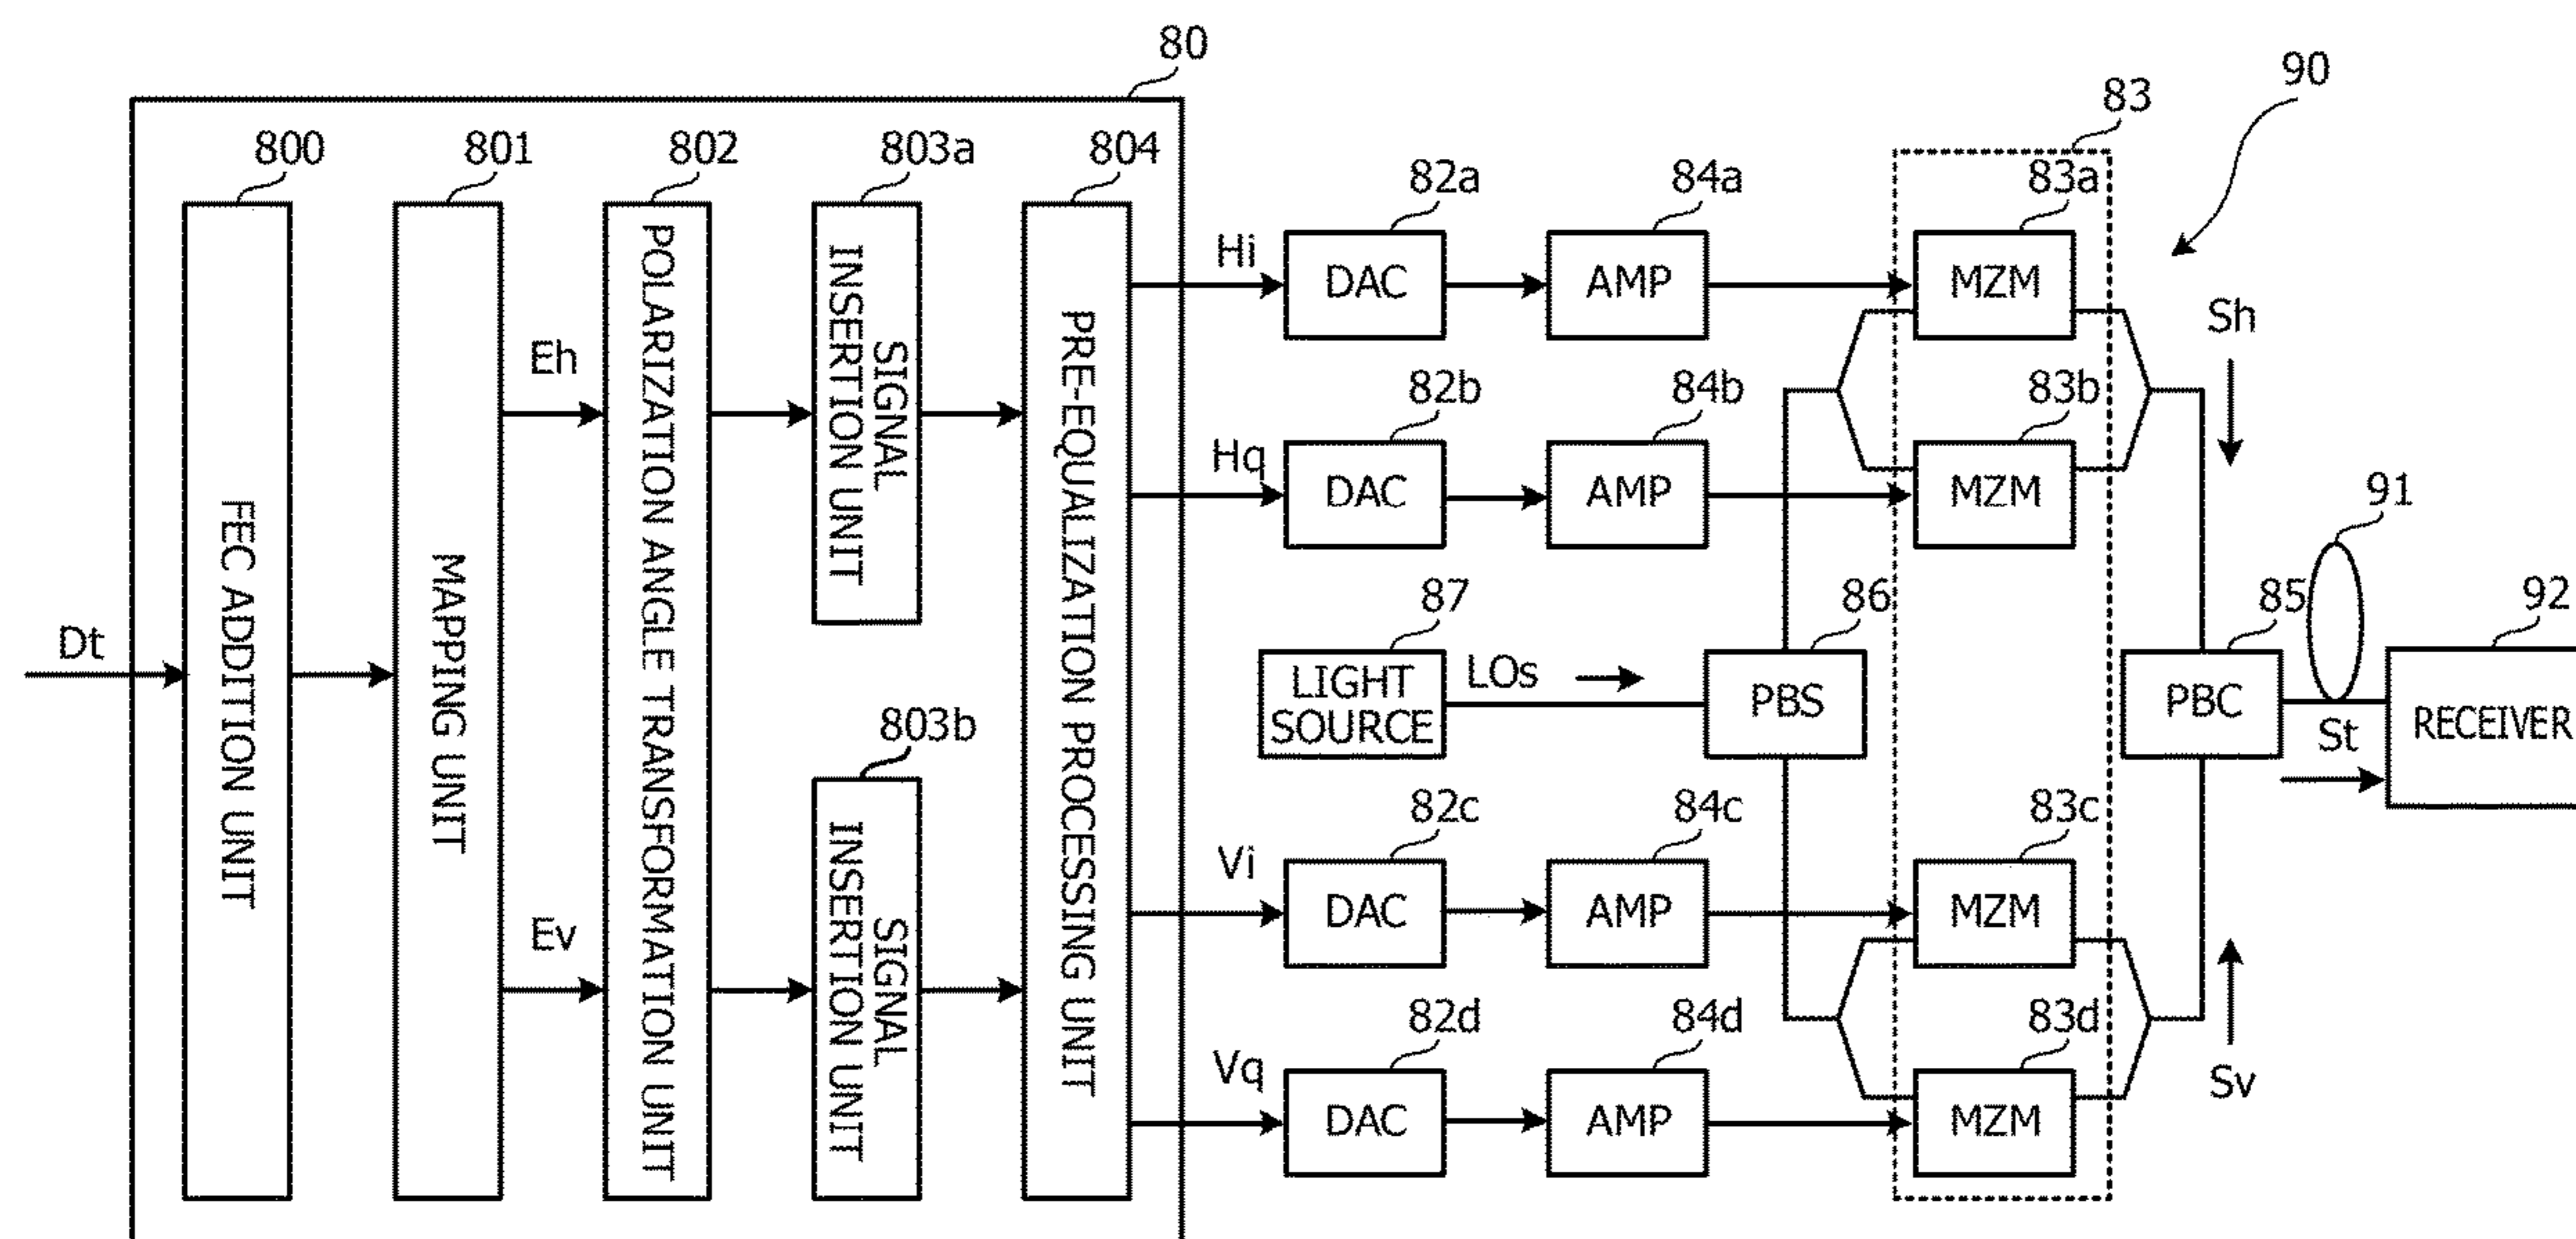 80
90
83
800
801
802
803a
804
82a
84a
83a
Hi
DAC
AMP
MZM
Sh
Eh
82b
84b
83b
Hq
DAC
AMP
MZM
SIGNAL
INSERTION UNIT
POLARIZATION ANGLE TRANSFORMATION UNIT
PRE-EQUALIZATION PROCESSING UNIT
FEC ADDITION UNIT
MAPPING UNIT
91
87
86
85
92
Dt
LIGHT
SOURCE
LOs
PBS
PBC
St
RECEIVER
803b
82c
84c
83c
Vi
DAC
AMP
MZM
Ev
SIGNAL
INSERTION UNIT
82d
84d
83d
Vq
DAC
AMP
MZM
Sv